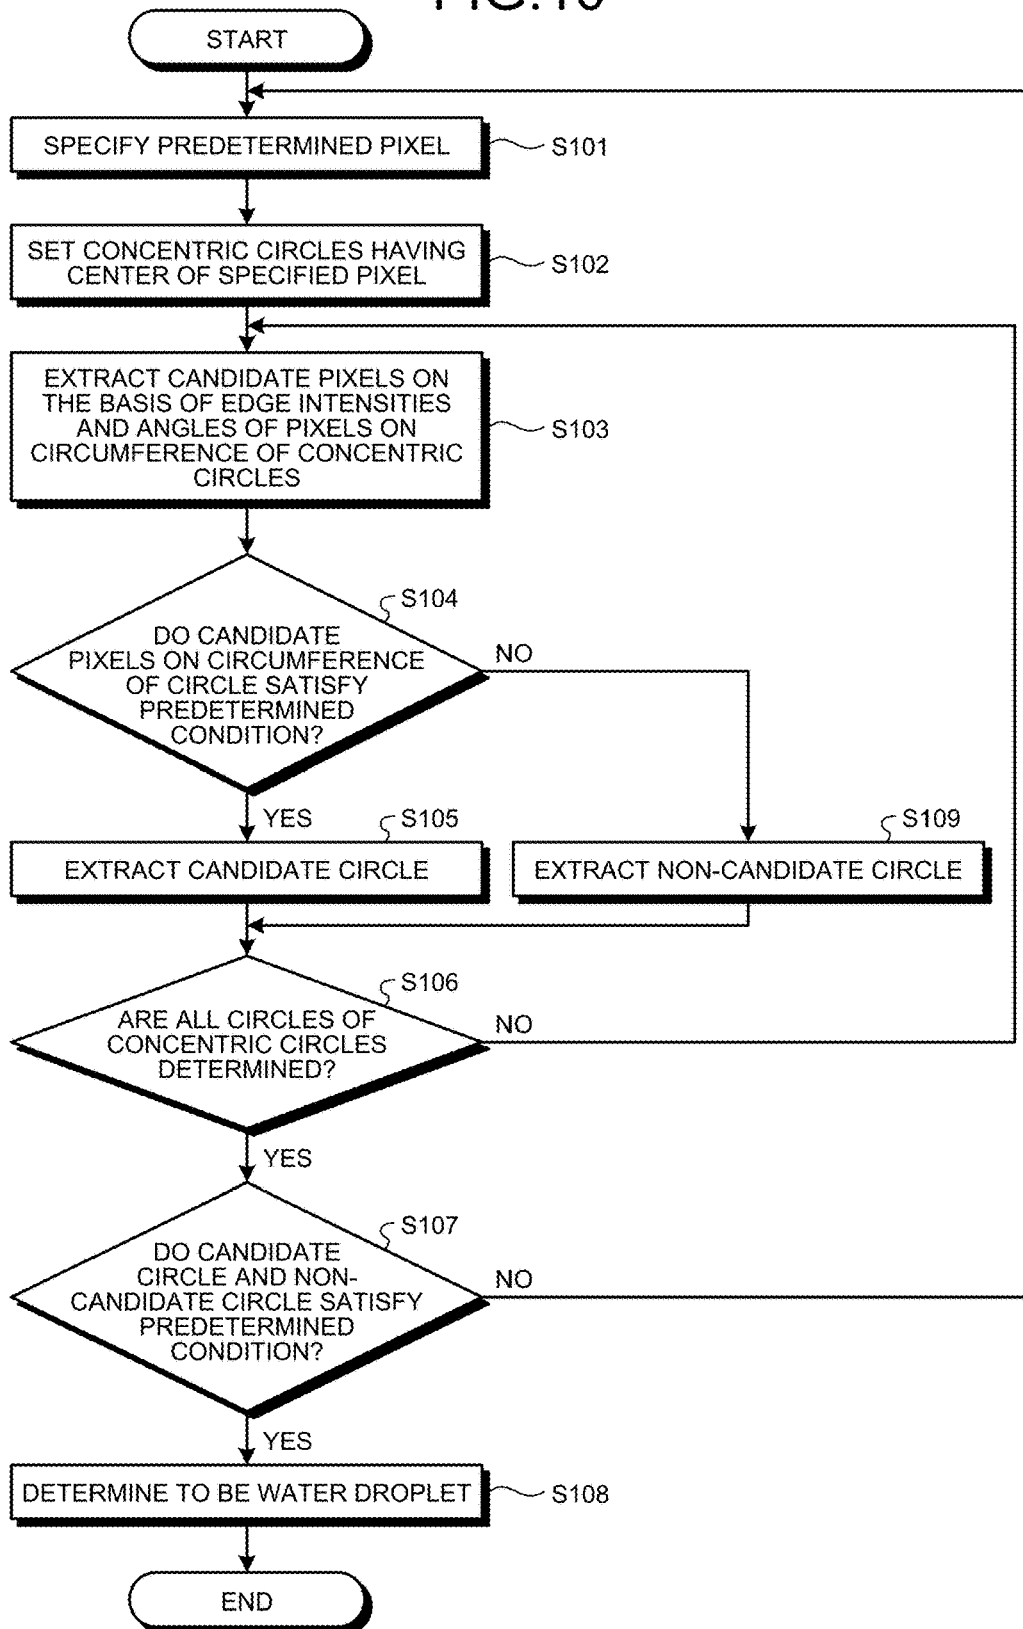 START
SPECIFY PREDETERMINED PIXEL
S101
SET CONCENTRIC CIRCLES HAVING
CENTER OF SPECIFIED PIXEL
S102
EXTRACT CANDIDATE PIXELS ON
THE BASIS OF EDGE INTENSITIES
AND ANGLES OF PIXELS ON
CIRCUMFERENCE OF CONCENTRIC
CIRCLES
S103
S104
DO CANDIDATE
PIXELS ON CIRCUMFERENCE
OF CIRCLE SATISFY
PREDETERMINED
CONDITION?
NO
YES
S105
EXTRACT CANDIDATE CIRCLE
S109
EXTRACT NON-CANDIDATE CIRCLE
S106
ARE ALL CIRCLES OF
CONCENTRIC CIRCLES
DETERMINED?
NO
YES
S107
DO CANDIDATE
CIRCLE AND NON-
CANDIDATE CIRCLE SATISFY
PREDETERMINED
CONDITION?
NO
YES
DETERMINE TO BE WATER DROPLET
S108
END